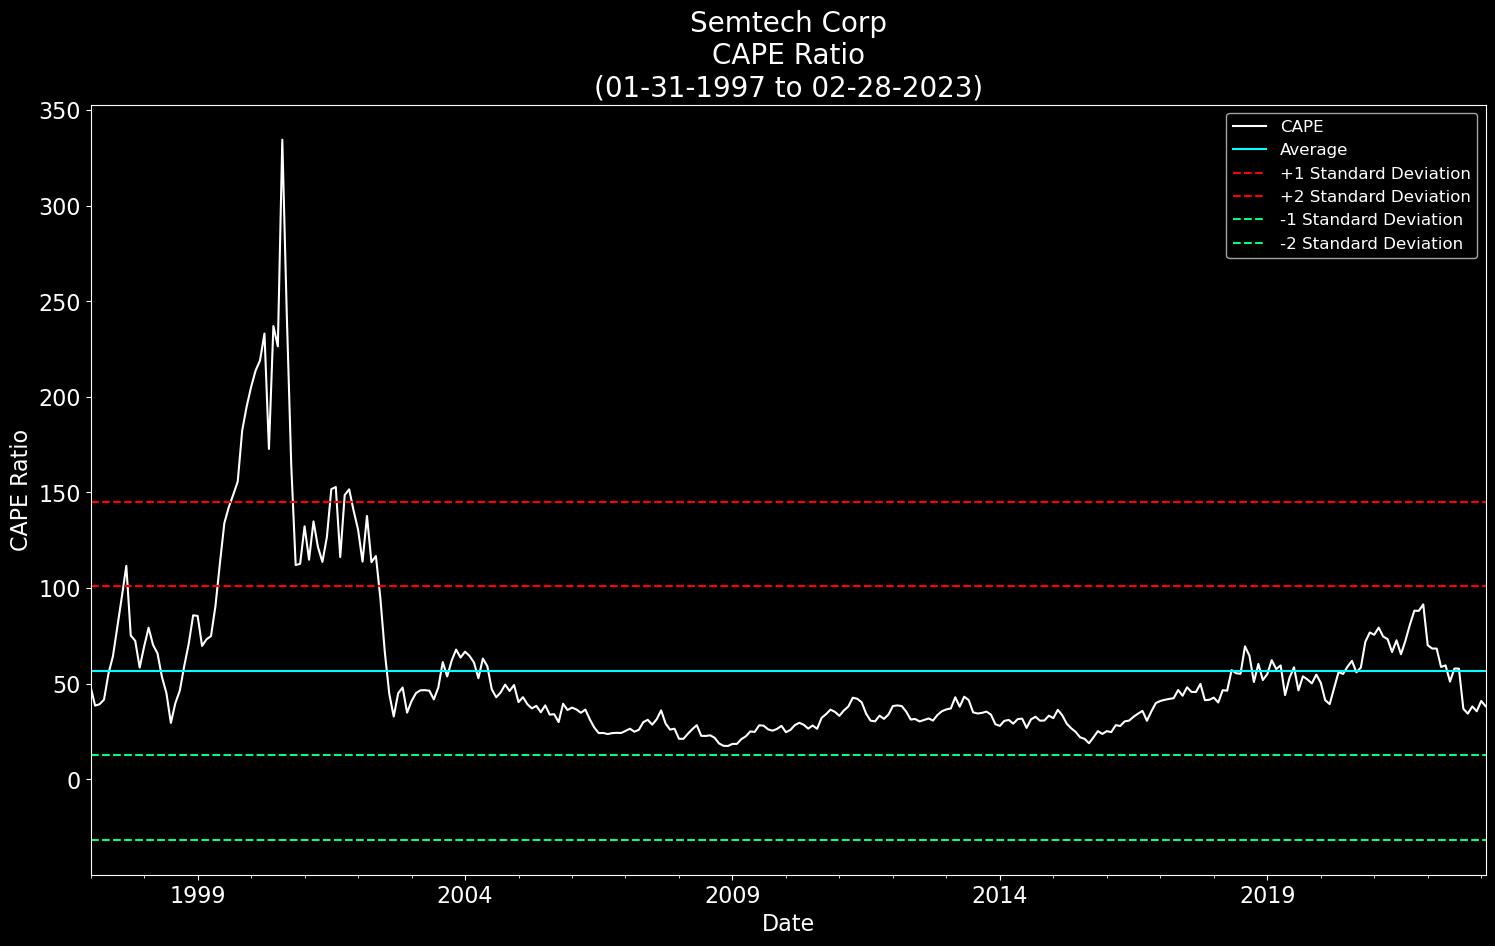 Semtech Corp
CAPE Ratio
(01-31-1997 to 02-28-2023)
CAPE
Average
+1 Standard Deviation
+2 Standard Deviation
-1 Standard Deviation
-2 Standard Deviation
CAPE Ratio
350
300
250
200
150
100
50
0
1999 2004 2009 2014 2019
Date